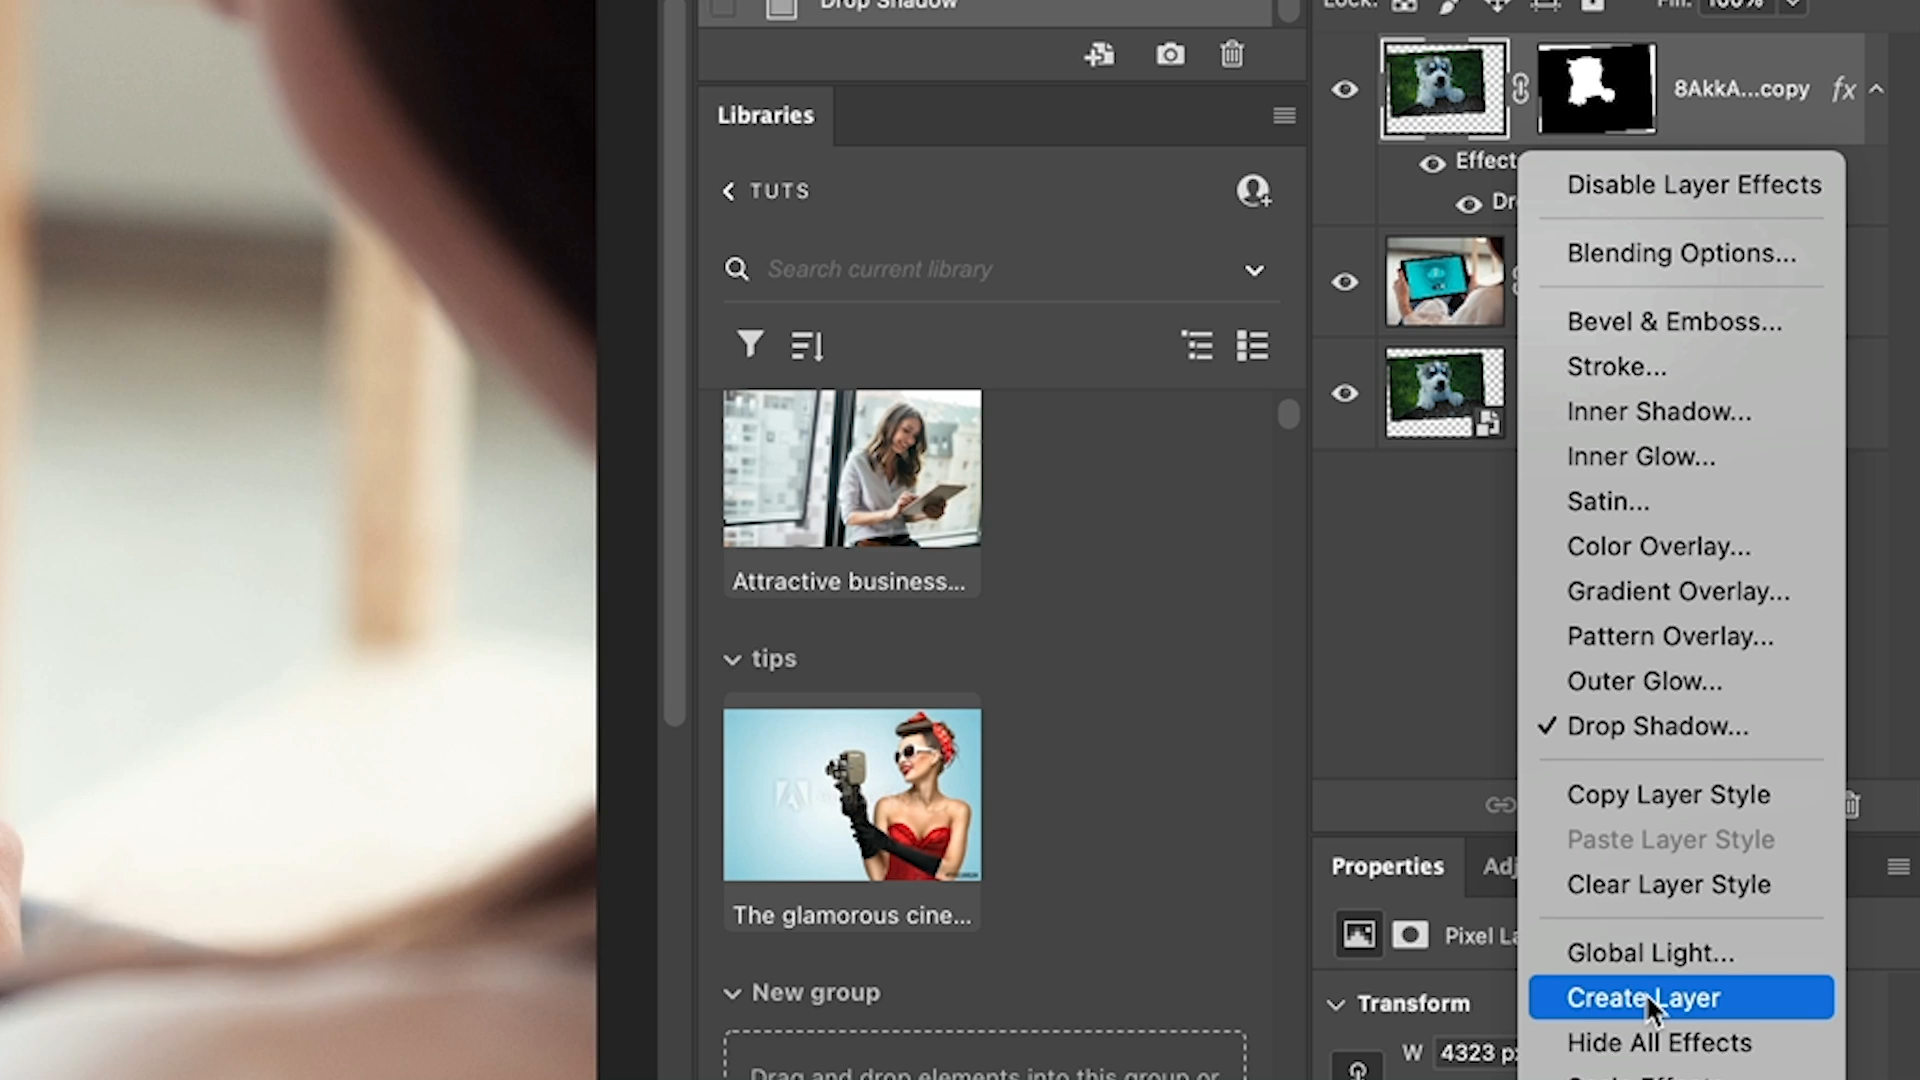 Drop Shadow
Lock:
Fill: 100%
Libraries
8AkkA...copy fx
Effect
Dr
TUTS
Search current library
Attractive business...
tips
The glamorous cine...
New group
Drag and drop elements into this group or
Disable Layer Effects
Blending Options...
Bevel & Emboss...
Stroke...
Inner Shadow...
Inner Glow...
Satin...
Color Overlay...
Gradient Overlay...
Pattern Overlay...
Outer Glow...
Drop Shadow...
Copy Layer Style
Paste Layer Style
Clear Layer Style
Global Light...
Create Layer
Hide All Effects
Properties Adj
Pixel La
Transform
W 4323 px